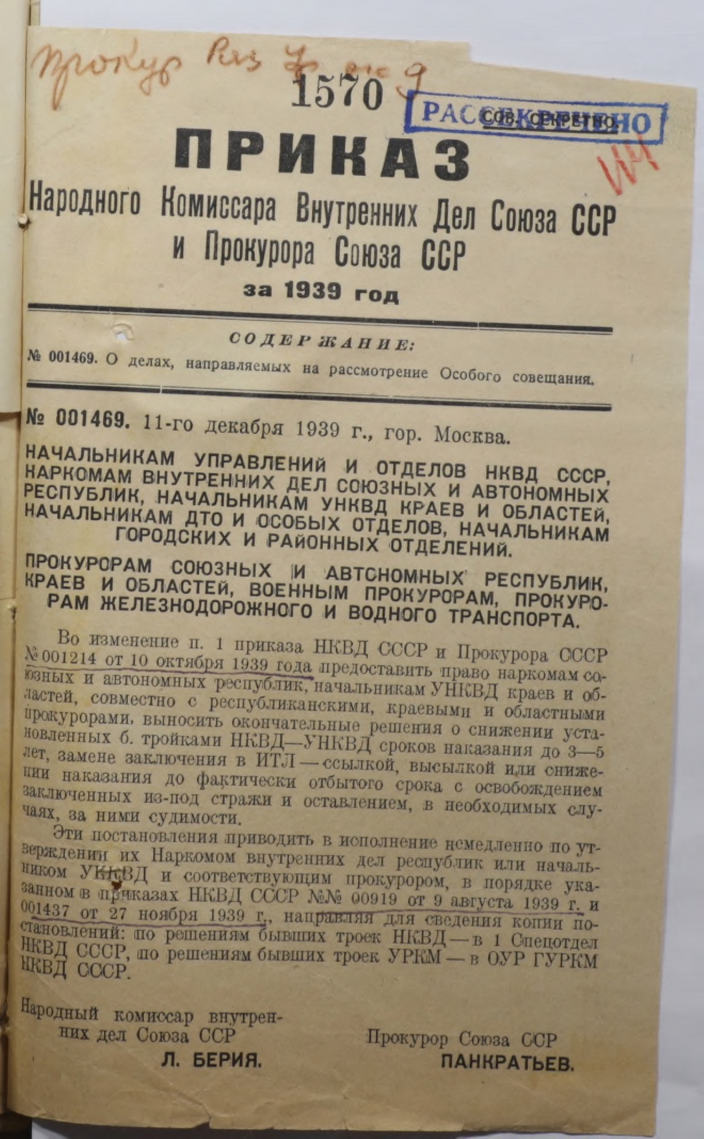 прокур
1570
СОВ. СЕКРЕТНО
РАССЕКРЕЧЕНО
ПРИКАЗ
Народного Комиссара Внутренних Дел Союза ССР
и Прокурора Союза ССР
за 1939 год
СОДЕРЖАНИЕ:
№ 001469. О делах, направляемых на рассмотрение Особого совещания.
№ 001469. 11-го декабря 1939 г., гор. Москва.
НАЧАЛЬНИКАМ УПРАВЛЕНИЙ И ОТДЕЛОВ НКВД СССР,
НАРКОМАМ ВНУТРЕННИХ ДЕЛ СОЮЗНЫХ И АВТОНОМНЫХ
РЕСПУБЛИК, НАЧАЛЬНИКАМ УНКВД КРАЕВ И ОБЛАСТЕЙ,
НАЧАЛЬНИКАМ ДТО И ОСОБЫХ ОТДЕЛОВ, НАЧАЛЬНИКАМ
ГОРОДСКИХ И РАЙОННЫХ ОТДЕЛЕНИЙ.
ПРОКУРОРАМ СОЮЗНЫХ И АВТОНОМНЫХ РЕСПУБЛИК,
КРАЕВ И ОБЛАСТЕЙ, ВОЕННЫМ ПРОКУРОРАМ, ПРОКУРО-
РАМ ЖЕЛЕЗНОДОРОЖНОГО И ВОДНОГО ТРАНСПОРТА.
Во изменение п. 1 приказа НКВД СССР и Прокурора СССР
№001214 от 10 октября 1939 года предоставить право наркомам со-
юзных и автономных республик, начальникам УНКВД краев и об-
ластей, совместно с республиканскими, краевыми и областными
прокурорами, выносить окончательные решения о снижении уста-
новленных б. тройками НКВД—УНКВД сроков наказания до 3—5
лет, замене заключения в ИТЛ — ссылкой, высылкой или сниже-
нии наказания до фактически отбытого срока с освобождением
заключенных из-под стражи и оставлением, в необходимых слу-
чаях, за ними судимости.
Эти постановления приводить в исполнение немедленно по ут-
верждении их Наркомом внутренних дел республик или началь-
ником УНКВД и соответствующим прокурором, в порядке ука-
занном в приказах НКВД СССР №№ 00919 от 9 августа 1939 г. и
001437 от 27 ноября 1939 г., направляя для сведения копии по-
становлений: по решениям бывших троек НКВД — в 1 Спецотдел
НКВД СССР, по решениям бывших троек УРКМ — в ОУР ГУРКМ
НКВД СССР.
Народный комиссар внутрен-
них дел Союза ССР
Л. БЕРИЯ.
Прокурор Союза ССР
ПАНКРАТЬЕВ.